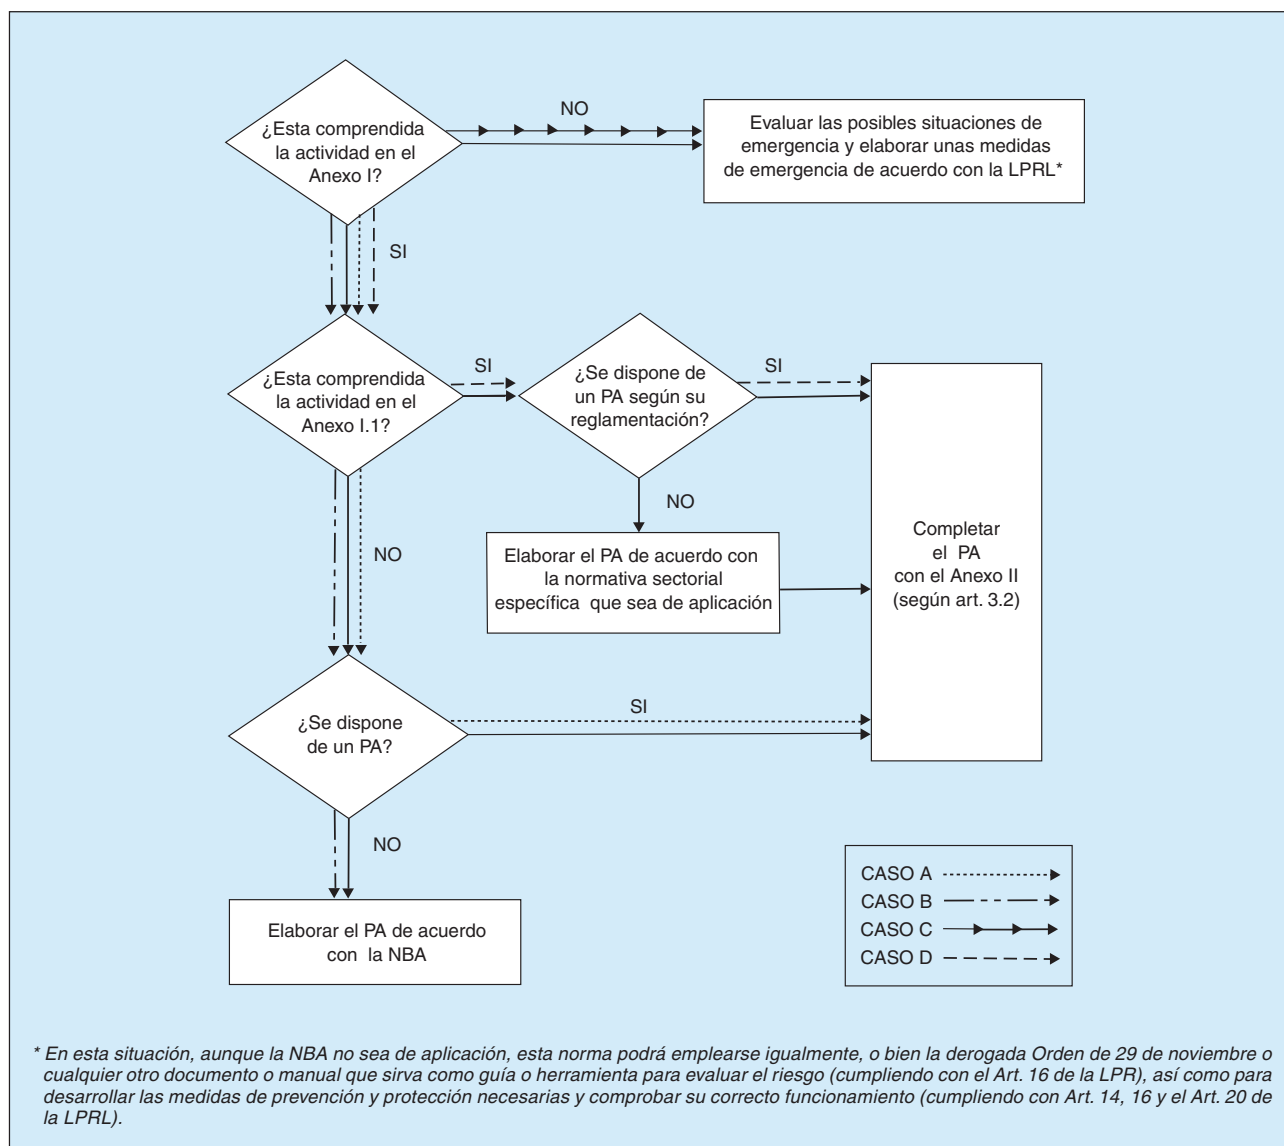 ¿Esta comprendida
la actividad en el
Anexo I?
NO
Evaluar las posibles situaciones de
emergencia y elaborar unas medidas
de emergencia de acuerdo con la LPRL*
SI
¿Esta comprendida
la actividad en el
Anexo I.1?
SI
¿Se dispone de
un PA según su
reglamentación?
SI
NO
Completar
el PA
con el Anexo II
(según art. 3.2)
Elaborar el PA de acuerdo con
la normativa sectorial
específica que sea de aplicación
NO
¿Se dispone
de un PA?
SI
NO
Elaborar el PA de acuerdo
con la NBA
CASO A
CASO B
CASO C
CASO D
* En esta situación, aunque la NBA no sea de aplicación, esta norma podrá emplearse igualmente, o bien la derogada Orden de 29 de noviembre o
cualquier otro documento o manual que sirva como guía o herramienta para evaluar el riesgo (cumpliendo con el Art. 16 de la LPR), así como para
desarrollar las medidas de prevención y protección necesarias y comprobar su correcto funcionamiento (cumpliendo con Art. 14, 16 y el Art. 20 de
la LPRL).